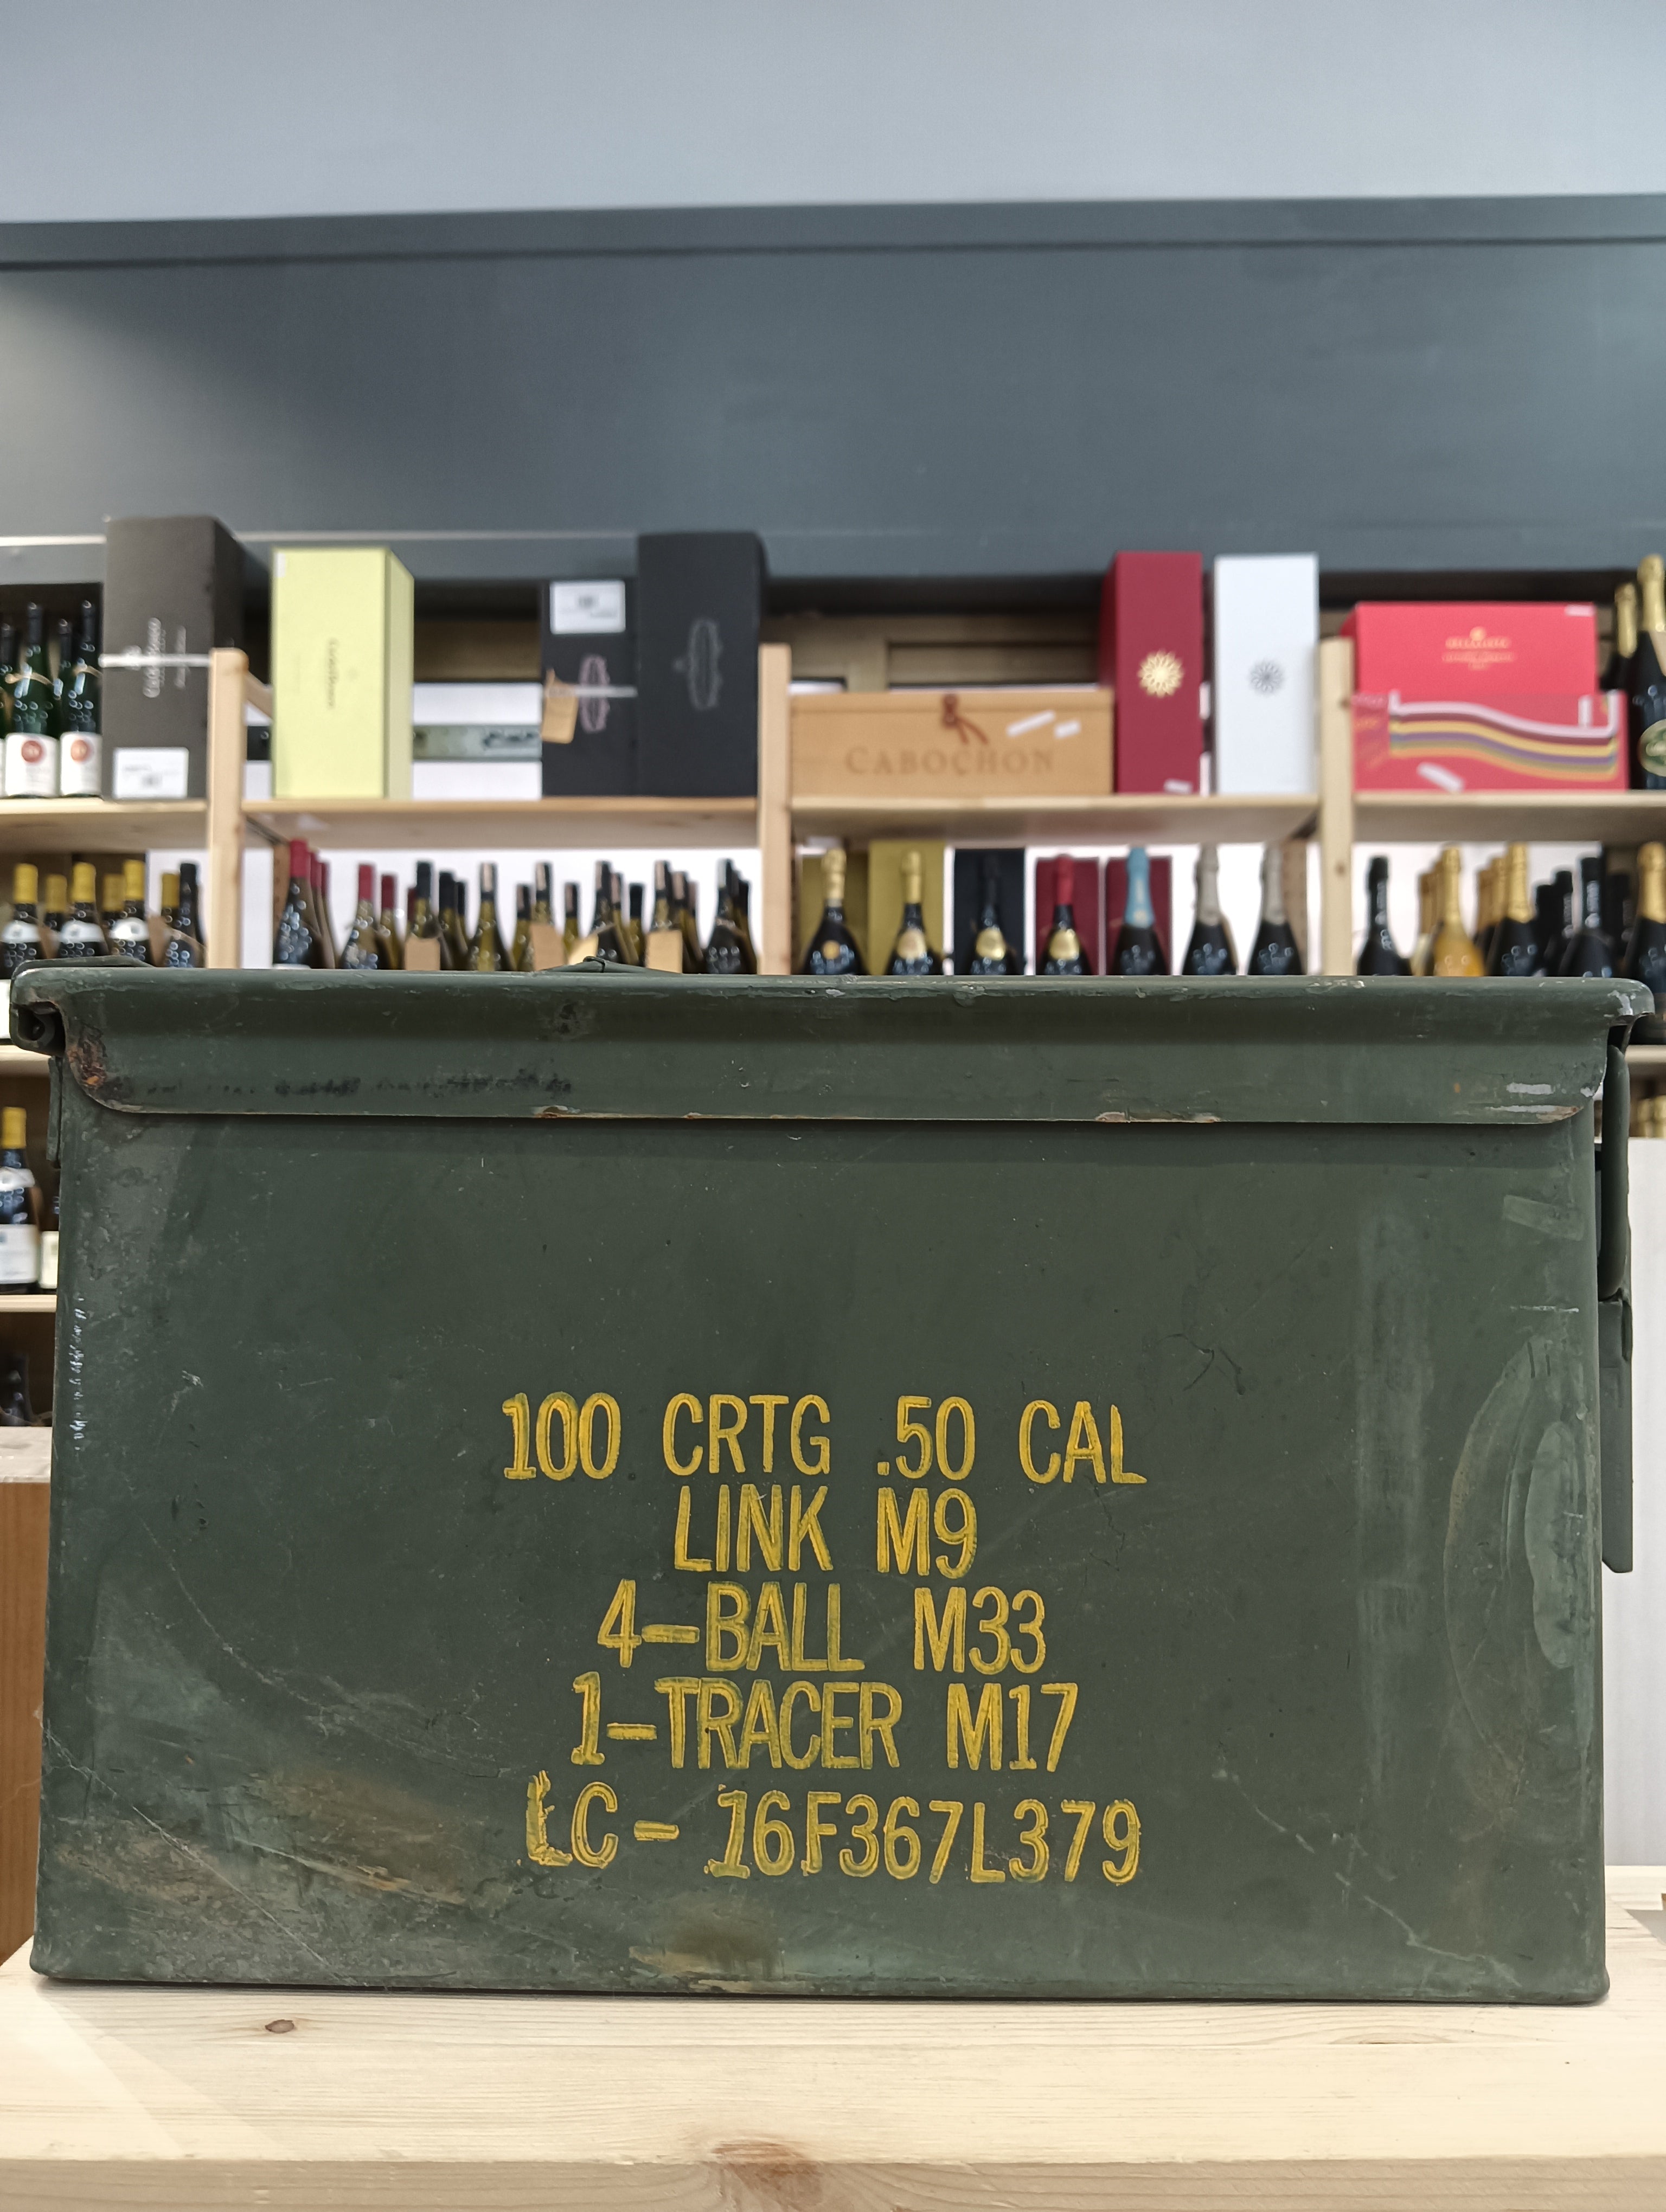 CABOCHON
100 CRTG .50 CAL
LINK M9
4-BALL M33
1-TRACER M17
LC- 16F367L379